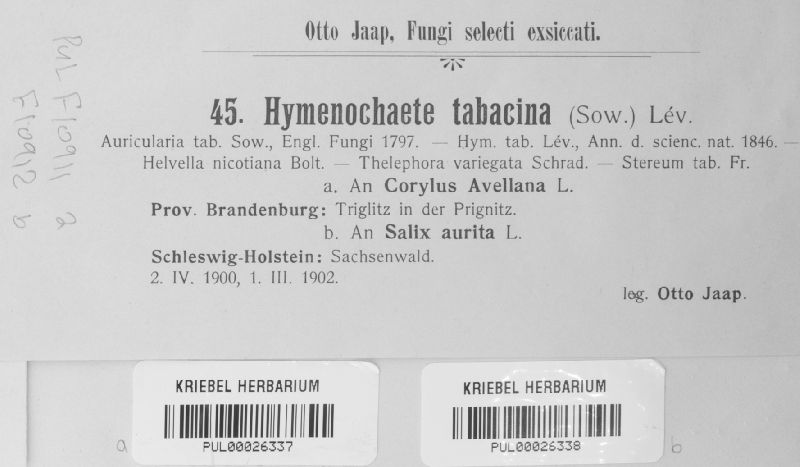 Otto Jaap, Fungi selecti exsiccati.
45. Hymenochaete tabacina (Sow.) Lév.
Auricularia tab. Sow., Engl. Fungi 1797. — Hym. tab. Lév., Ann. d. scienc. nat. 1846. —
Helvella nicotiana Bolt. — Thelephora variegata Schrad. — Stereum tab. Fr.
a. An Corylus Avellana L.
Prov. Brandenburg: Triglitz in der Prignitz.
b. An Salix aurita L.
Schleswig-Holstein: Sachsenwald.
2. IV. 1900, 1. III. 1902.
leg. Otto Jaap.
PUL F10911 a
F10912 b
KRIEBEL HERBARIUM
PUL00026337
a
KRIEBEL HERBARIUM
PUL00026338
b